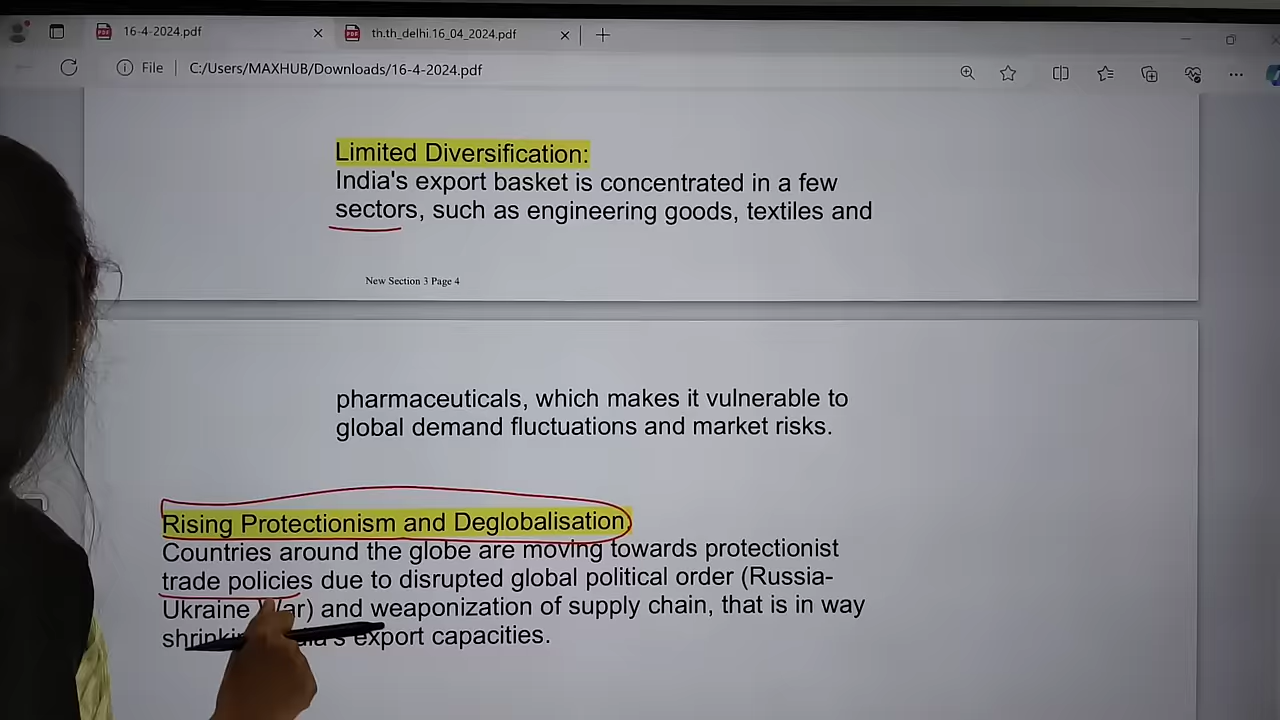 16-4-2024.pdf
th.th_delhi.16_04_2024.pdf
File
C:/Users/MAXHUB/Downloads/16-4-2024.pdf
Limited Diversification:
India's export basket is concentrated in a few
sectors, such as engineering goods, textiles and
New Section 3 Page 4
pharmaceuticals, which makes it vulnerable to
global demand fluctuations and market risks.
Rising Protectionism and Deglobalisation
Countries around the globe are moving towards protectionist
trade policies due to disrupted global political order (Russia-
Ukraine War) and weaponization of supply chain, that is in way
export capacities.